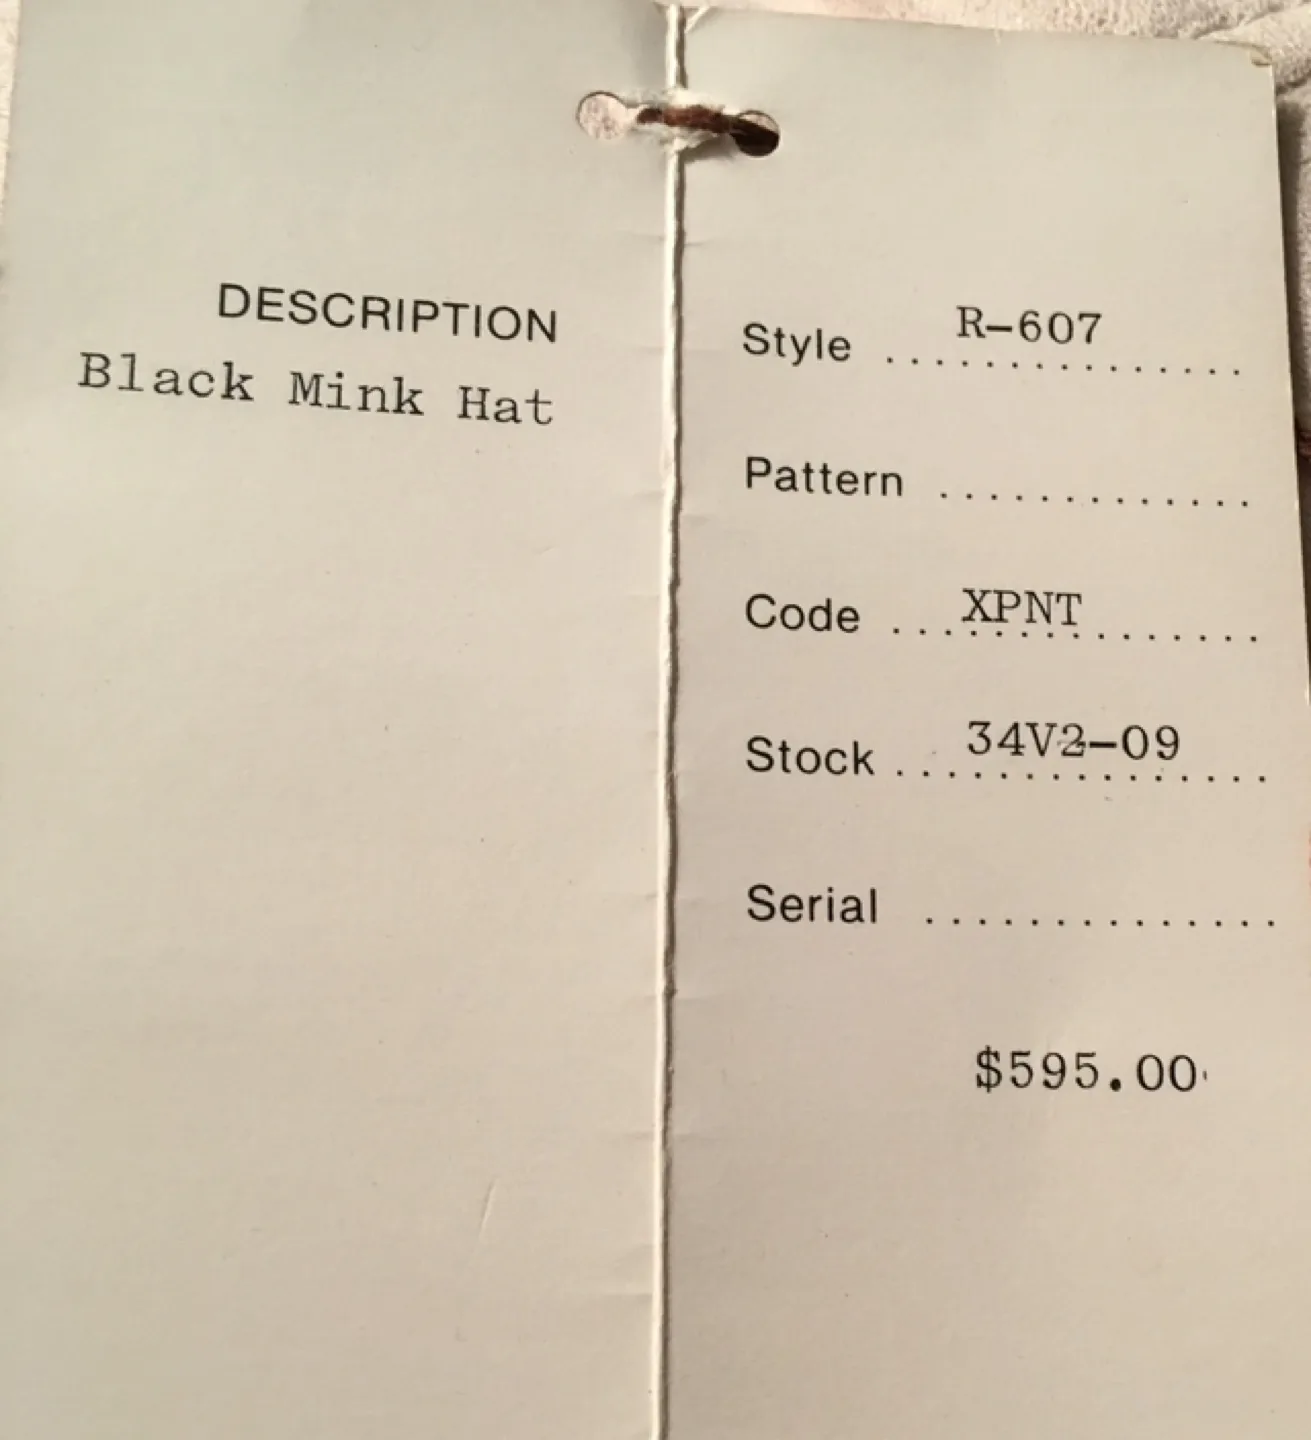 DESCRIPTION
Black Mink Hat
Style .............. R-607
Pattern .............
Code ............... XPNT
Stock ............... 34V2-09
Serial ..............
$595.00